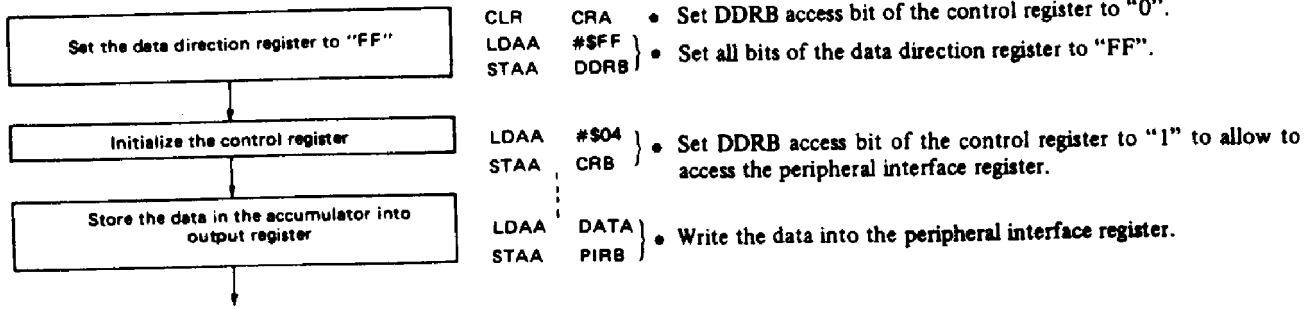 Set the data direction register to "FF"
CLR CRA • Set DDRB access bit of the control register to "0".
LDAA #$FF
STAA DDRB
• Set all bits of the data direction register to "FF".
Initialize the control register
LDAA #$04
STAA CRB
• Set DDRB access bit of the control register to "1" to allow to
access the peripheral interface register.
Store the data in the accumulator into
output register
LDAA DATA
STAA PIRB
• Write the data into the peripheral interface register.